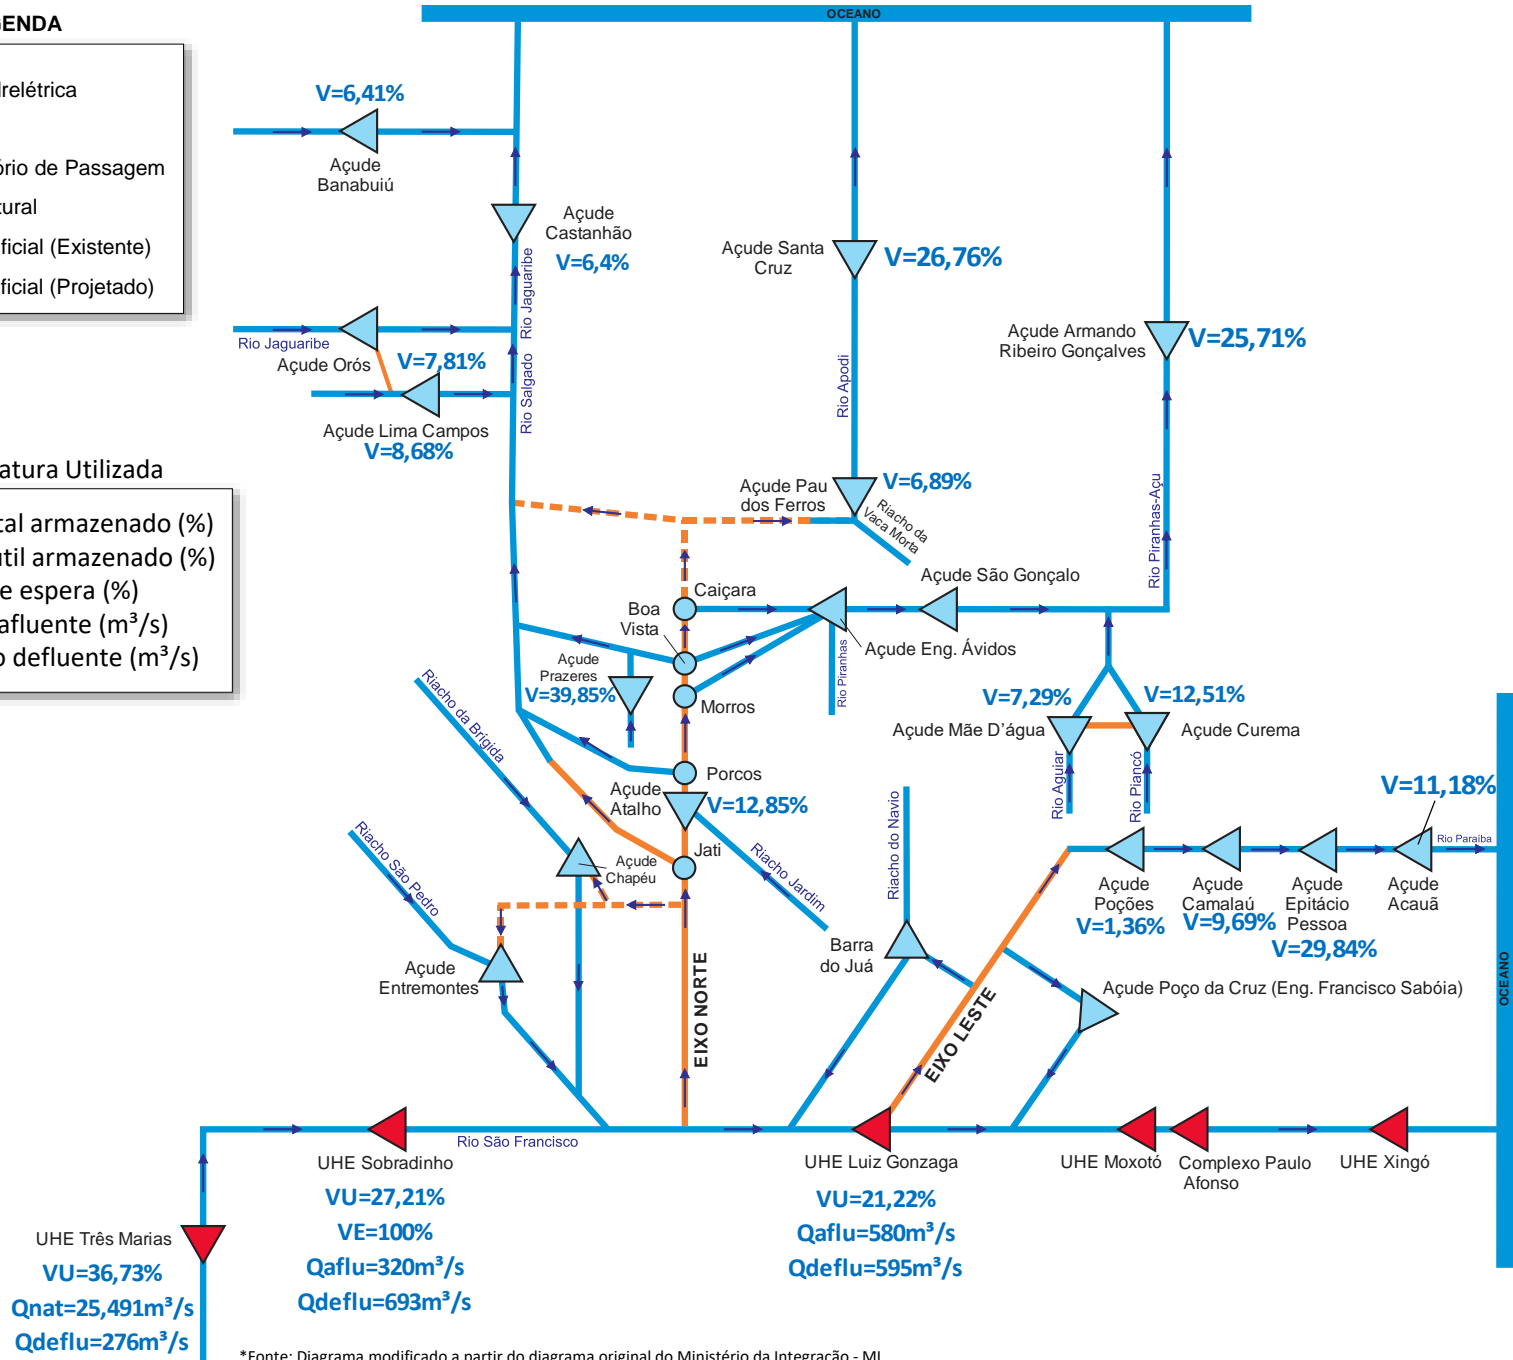 OCEANO
GENDA
drelétrica
ório de Passagem
tural
ficial (Existente)
ficial (Projetado)
V=6,41%
Açude
Banabuiú
Açude
Castanhão
V=6,4%
Rio Jaguaribe
Açude Santa
Cruz
V=26,76%
Açude Armando
Ribeiro Gonçalves
V=25,71%
Rio Jaguaribe
Açude Orós
V=7,81%
Rio Salgado
Rio Apodi
Açude Lima Campos
V=8,68%
atura Utilizada
tal armazenado (%)
útil armazenado (%)
e espera (%)
afluente (m³/s)
o defluente (m³/s)
Açude Pau
dos Ferros
V=6,89%
Riacho da
Vaca Morta
Rio Piranhas-Açu
Caiçara
Açude São Gonçalo
Boa
Vista
Açude Eng. Ávidos
Rio Piranhas
Açude
Prazeres
V=39,85%
Morros
Riacho da Brigida
V=7,29%
Açude Mãe D'água
V=12,51%
Açude Curema
Rio Aguiar
Rio Piancó
Porcos
Açude
Atalho
V=12,85%
V=11,18%
Rio Paraiba
Riacho São Pedro
Açude
Chapéu
Jati
Riacho Jardim
Riacho do Navio
Açude
Poções
V=1,36%
Açude
Camalaú
V=9,69%
Açude
Epitácio
Pessoa
V=29,84%
Açude
Acauã
Barra
do Juá
Açude
Entremontes
EIXO NORTE
EIXO LESTE
Açude Poço da Cruz (Eng. Francisco Sabóia)
OCEANO
Rio São Francisco
UHE Sobradinho
VU=27,21%
VE=100%
Qaflu=320m³/s
Qdeflu=693m³/s
UHE Luiz Gonzaga
VU=21,22%
Qaflu=580m³/s
Qdeflu=595m³/s
UHE Moxotó
Complexo Paulo
Afonso
UHE Xingó
UHE Três Marias
VU=36,73%
Qnat=25,491m³/s
Qdeflu=276m³/s
*Fonte: Diagrama modificado a partir do diagrama original do Ministério da Integração - MI